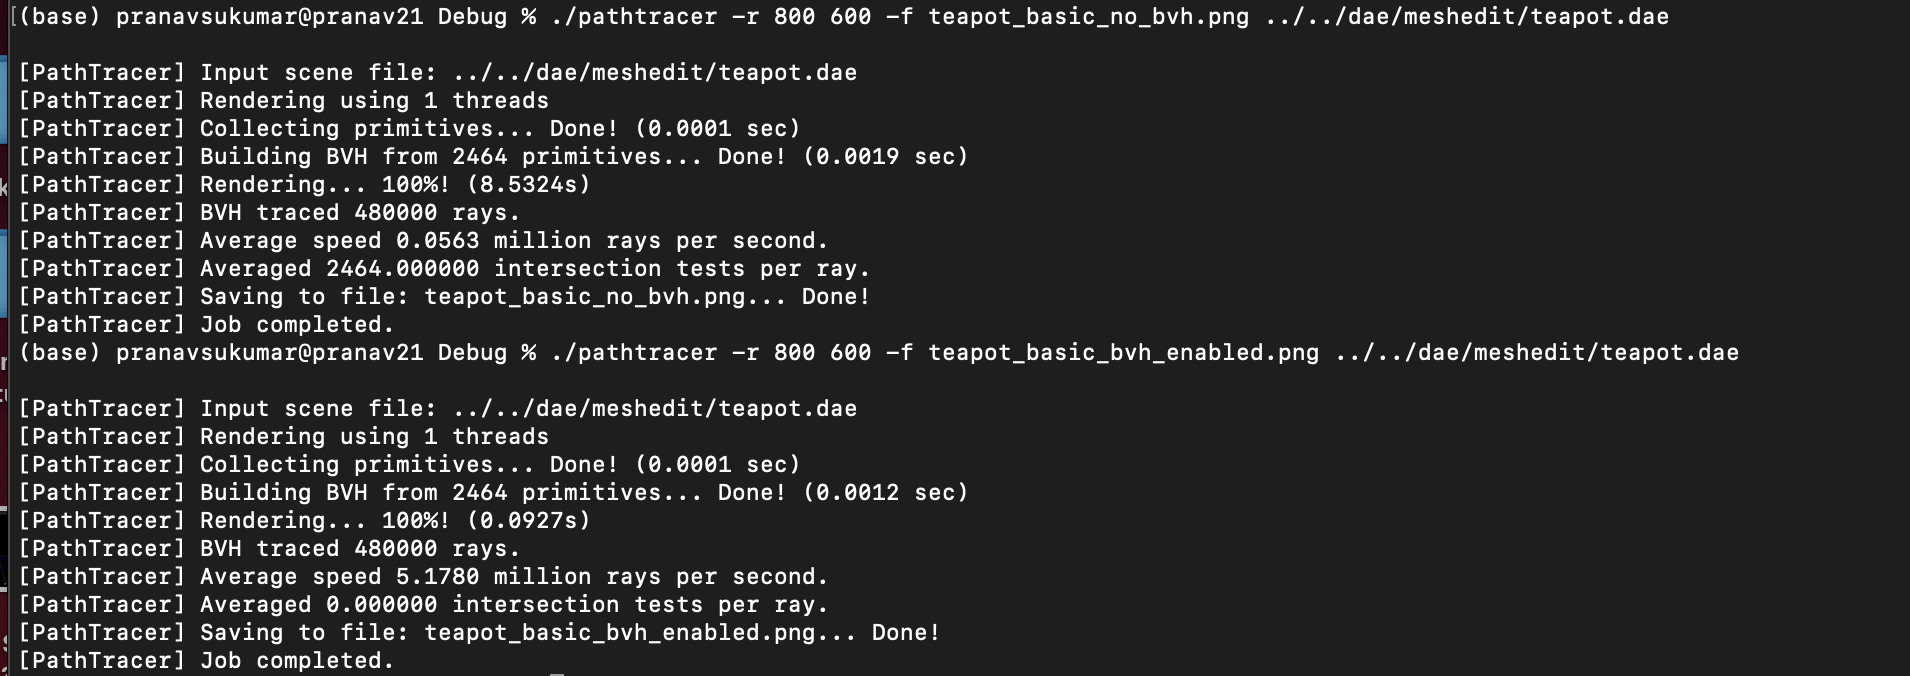 [(base) pranavsukumar@pranav21 Debug % ./pathtracer -r 800 600 -f teapot_basic_no_bvh.png ../../dae/meshedit/teapot.dae
[PathTracer] Input scene file: ../../dae/meshedit/teapot.dae
[PathTracer] Rendering using 1 threads
[PathTracer] Collecting primitives... Done! (0.0001 sec)
[PathTracer] Building BVH from 2464 primitives... Done! (0.0019 sec)
[PathTracer] Rendering... 100%! (8.5324s)
[PathTracer] BVH traced 480000 rays.
[PathTracer] Average speed 0.0563 million rays per second.
[PathTracer] Averaged 2464.000000 intersection tests per ray.
[PathTracer] Saving to file: teapot_basic_no_bvh.png... Done!
[PathTracer] Job completed.
(base) pranavsukumar@pranav21 Debug % ./pathtracer -r 800 600 -f teapot_basic_bvh_enabled.png ../../dae/meshedit/teapot.dae
[PathTracer] Input scene file: ../../dae/meshedit/teapot.dae
[PathTracer] Rendering using 1 threads
[PathTracer] Collecting primitives... Done! (0.0001 sec)
[PathTracer] Building BVH from 2464 primitives... Done! (0.0012 sec)
[PathTracer] Rendering... 100%! (0.0927s)
[PathTracer] BVH traced 480000 rays.
[PathTracer] Average speed 5.1780 million rays per second.
[PathTracer] Averaged 0.000000 intersection tests per ray.
[PathTracer] Saving to file: teapot_basic_bvh_enabled.png... Done!
[PathTracer] Job completed.